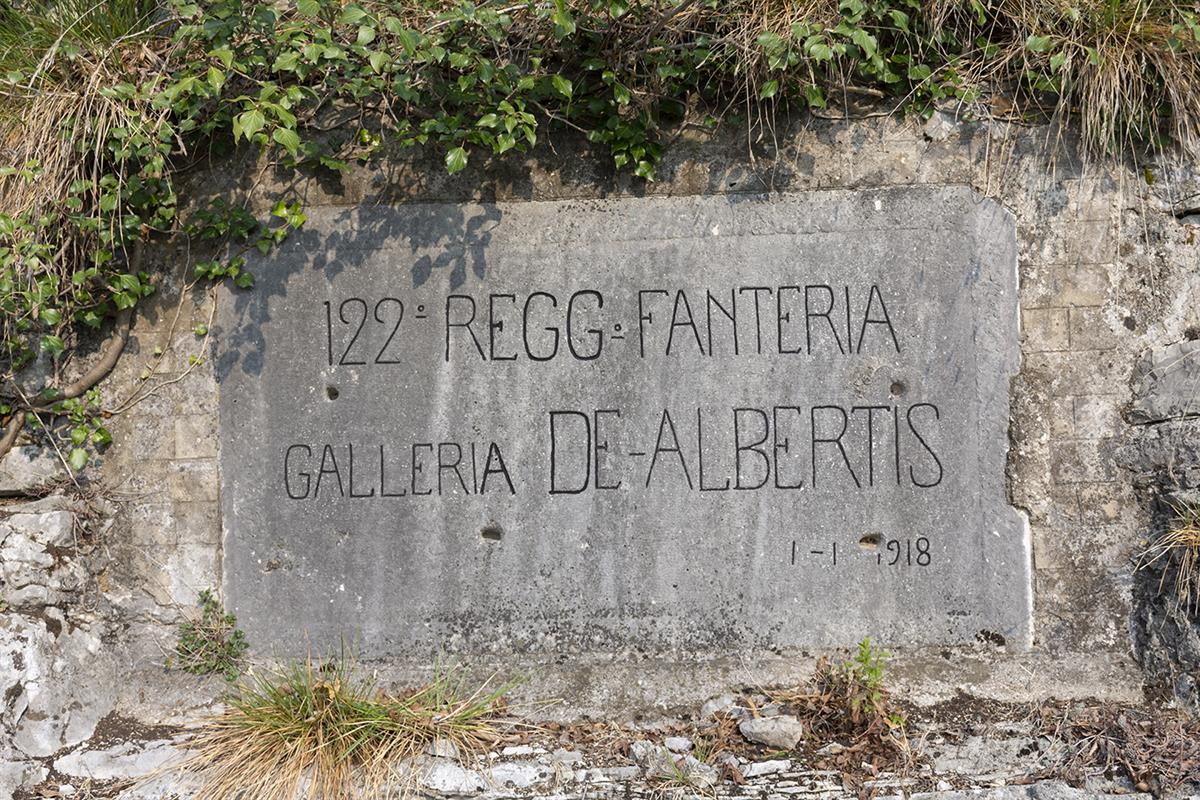 122° REGG.° FANTERIA
GALLERIA DE-ALBERTIS
1-1 1918